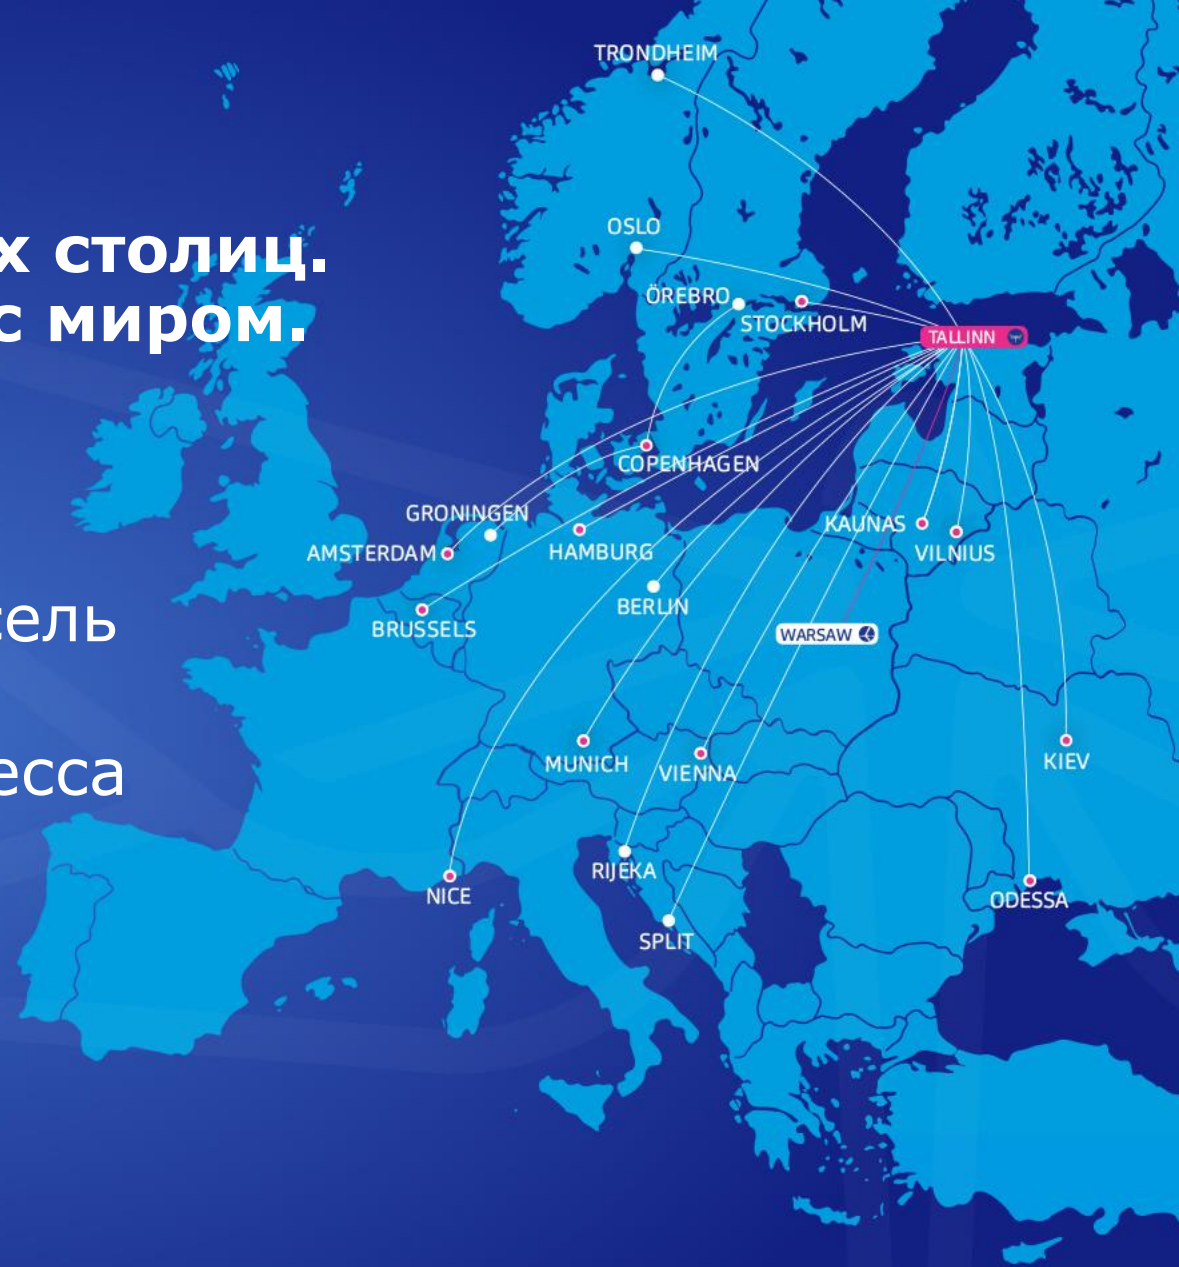 TRONDHEIM
OSLO
х столиц.
ÖREBRO
с миром.
STOCKHOLM
TALLINN
COPENHAGEN
GRONINGEN
KAUNAS
AMSTERDAM
HAMBURG
VILNIUS
BERLIN
сель
BRUSSELS
WARSAW
KIEV
MUNICH
VIENNA
есса
RIJEKA
NICE
ODESSA
SPLIT